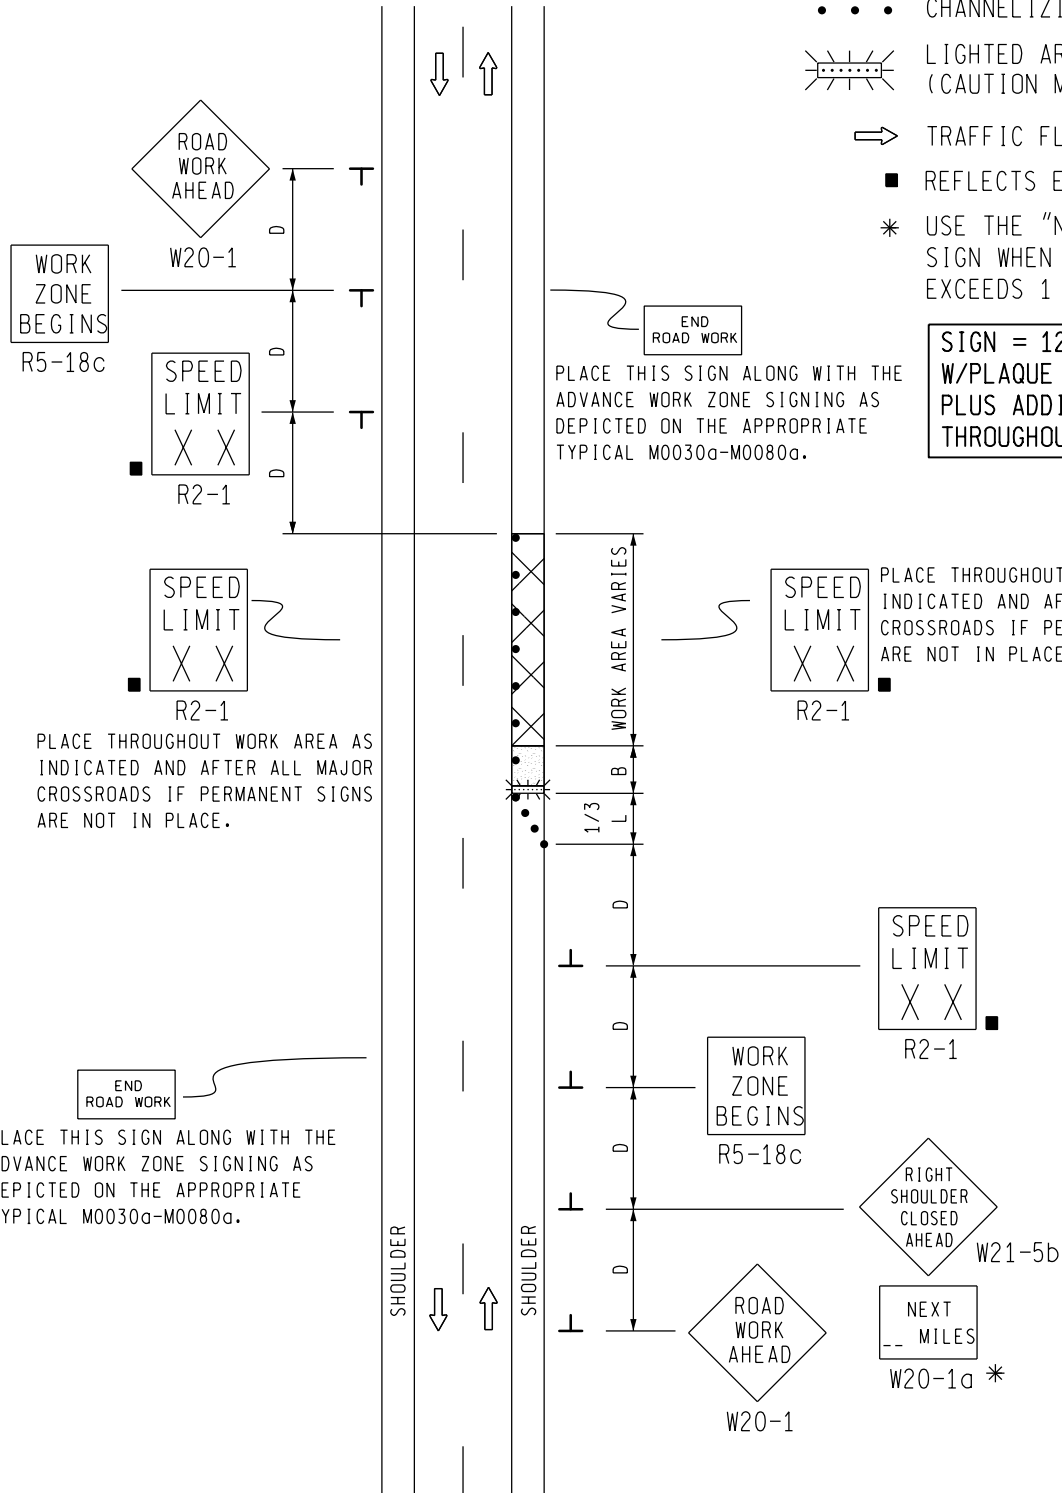 CHANNELIZI
LIGHTED AR
(CAUTION M
TRAFFIC FL
REFLECTS E
* USE THE "N
SIGN WHEN
EXCEEDS 1
SIGN = 12
W/PLAQUE
PLUS ADDI
THROUGHOU
ROAD
WORK
AHEAD
W20-1
D
WORK
ZONE
BEGINS
R5-18c
D
SPEED
LIMIT
X X
R2-1
D
END
ROAD WORK
PLACE THIS SIGN ALONG WITH THE
ADVANCE WORK ZONE SIGNING AS
DEPICTED ON THE APPROPRIATE
TYPICAL M0030a-M0080a.
SPEED
LIMIT
X X
R2-1
PLACE THROUGHOUT WORK AREA AS
INDICATED AND AFTER ALL MAJOR
CROSSROADS IF PERMANENT SIGNS
ARE NOT IN PLACE.
WORK AREA VARIES
SPEED
LIMIT
X X
R2-1
PLACE THROUGHOUT
INDICATED AND AF
CROSSROADS IF PE
ARE NOT IN PLACE
B
1/3
L
D
SPEED
LIMIT
X X
R2-1
D
WORK
ZONE
BEGINS
R5-18c
END
ROAD WORK
LACE THIS SIGN ALONG WITH THE
DVANCE WORK ZONE SIGNING AS
EPICTED ON THE APPROPRIATE
YPICAL M0030a-M0080a.
D
RIGHT
SHOULDER
CLOSED
AHEAD
W21-5b
SHOULDER
SHOULDER
D
ROAD
WORK
AHEAD
W20-1
NEXT
__ MILES
W20-1a *